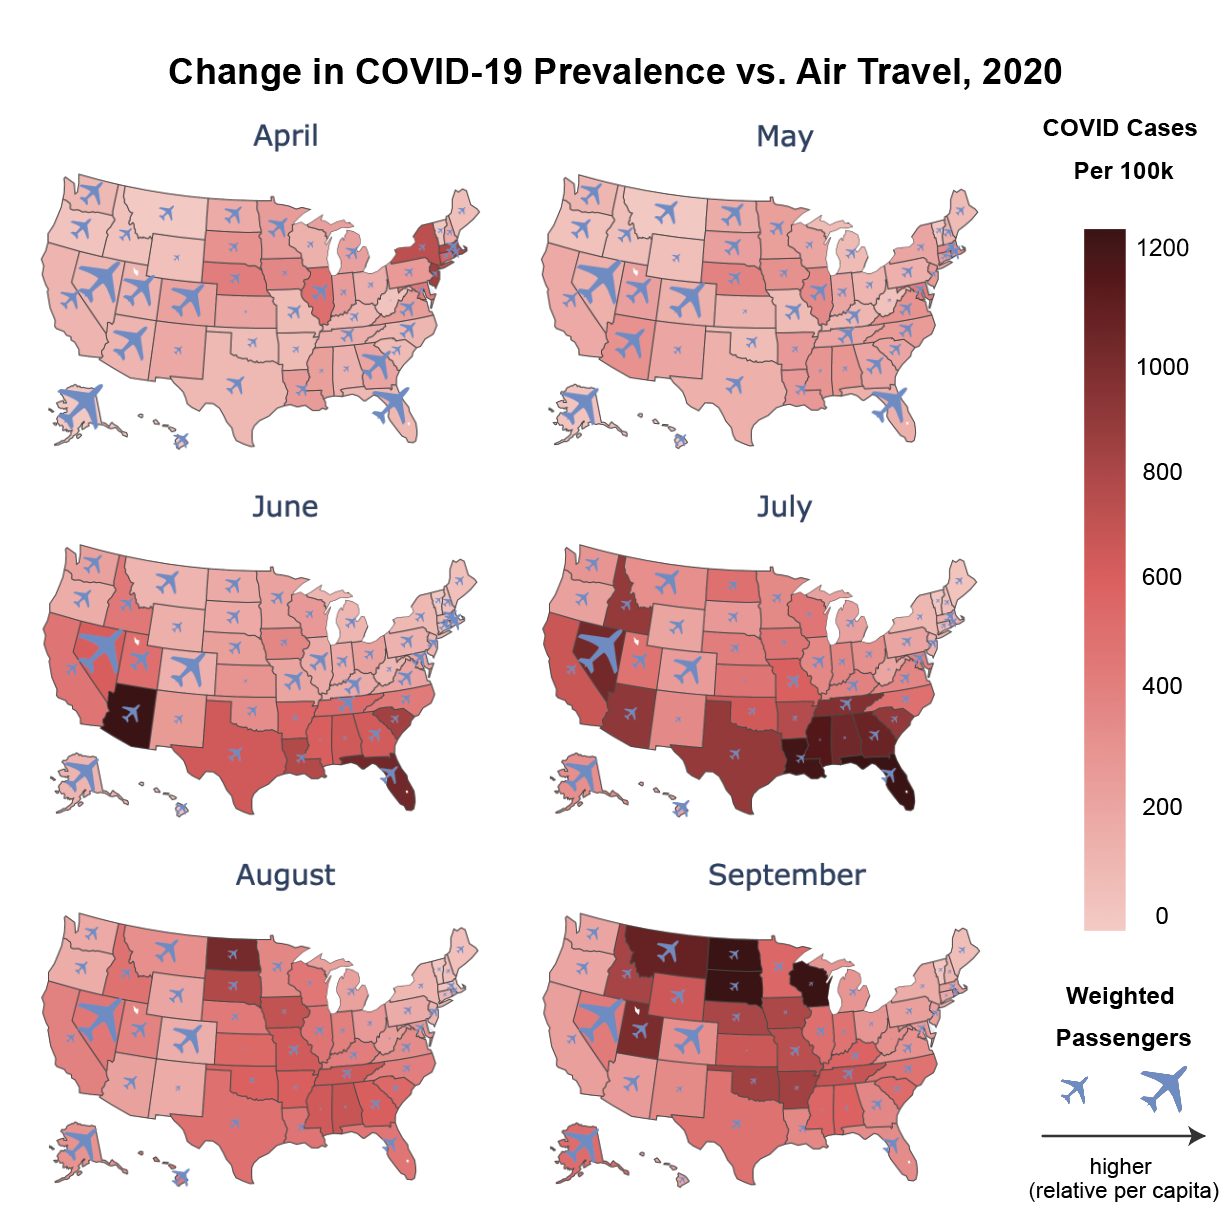 Change in COVID-19 Prevalence vs. Air Travel, 2020
April
May
June
July
August
September
COVID Cases
Per 100k
1200
1000
800
600
400
200
0
Weighted
Passengers
higher
(relative per capita)